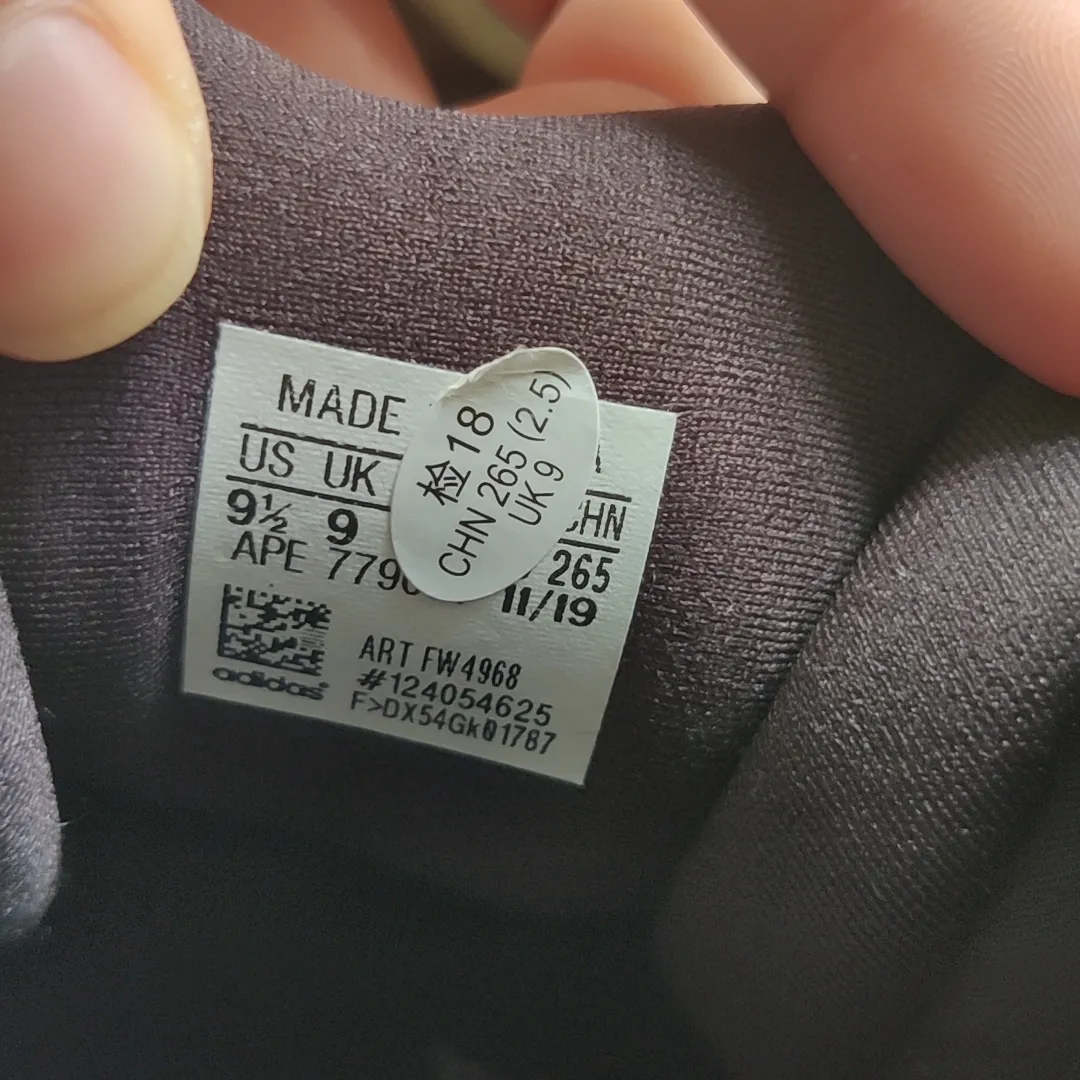 MADE
US UK
9½ 9
CHN
265
APE 779
11/19
检18
CHN 265 (2.5)
UK 9
adidas
ART FW4968
#124054625
F>DX54GK01787